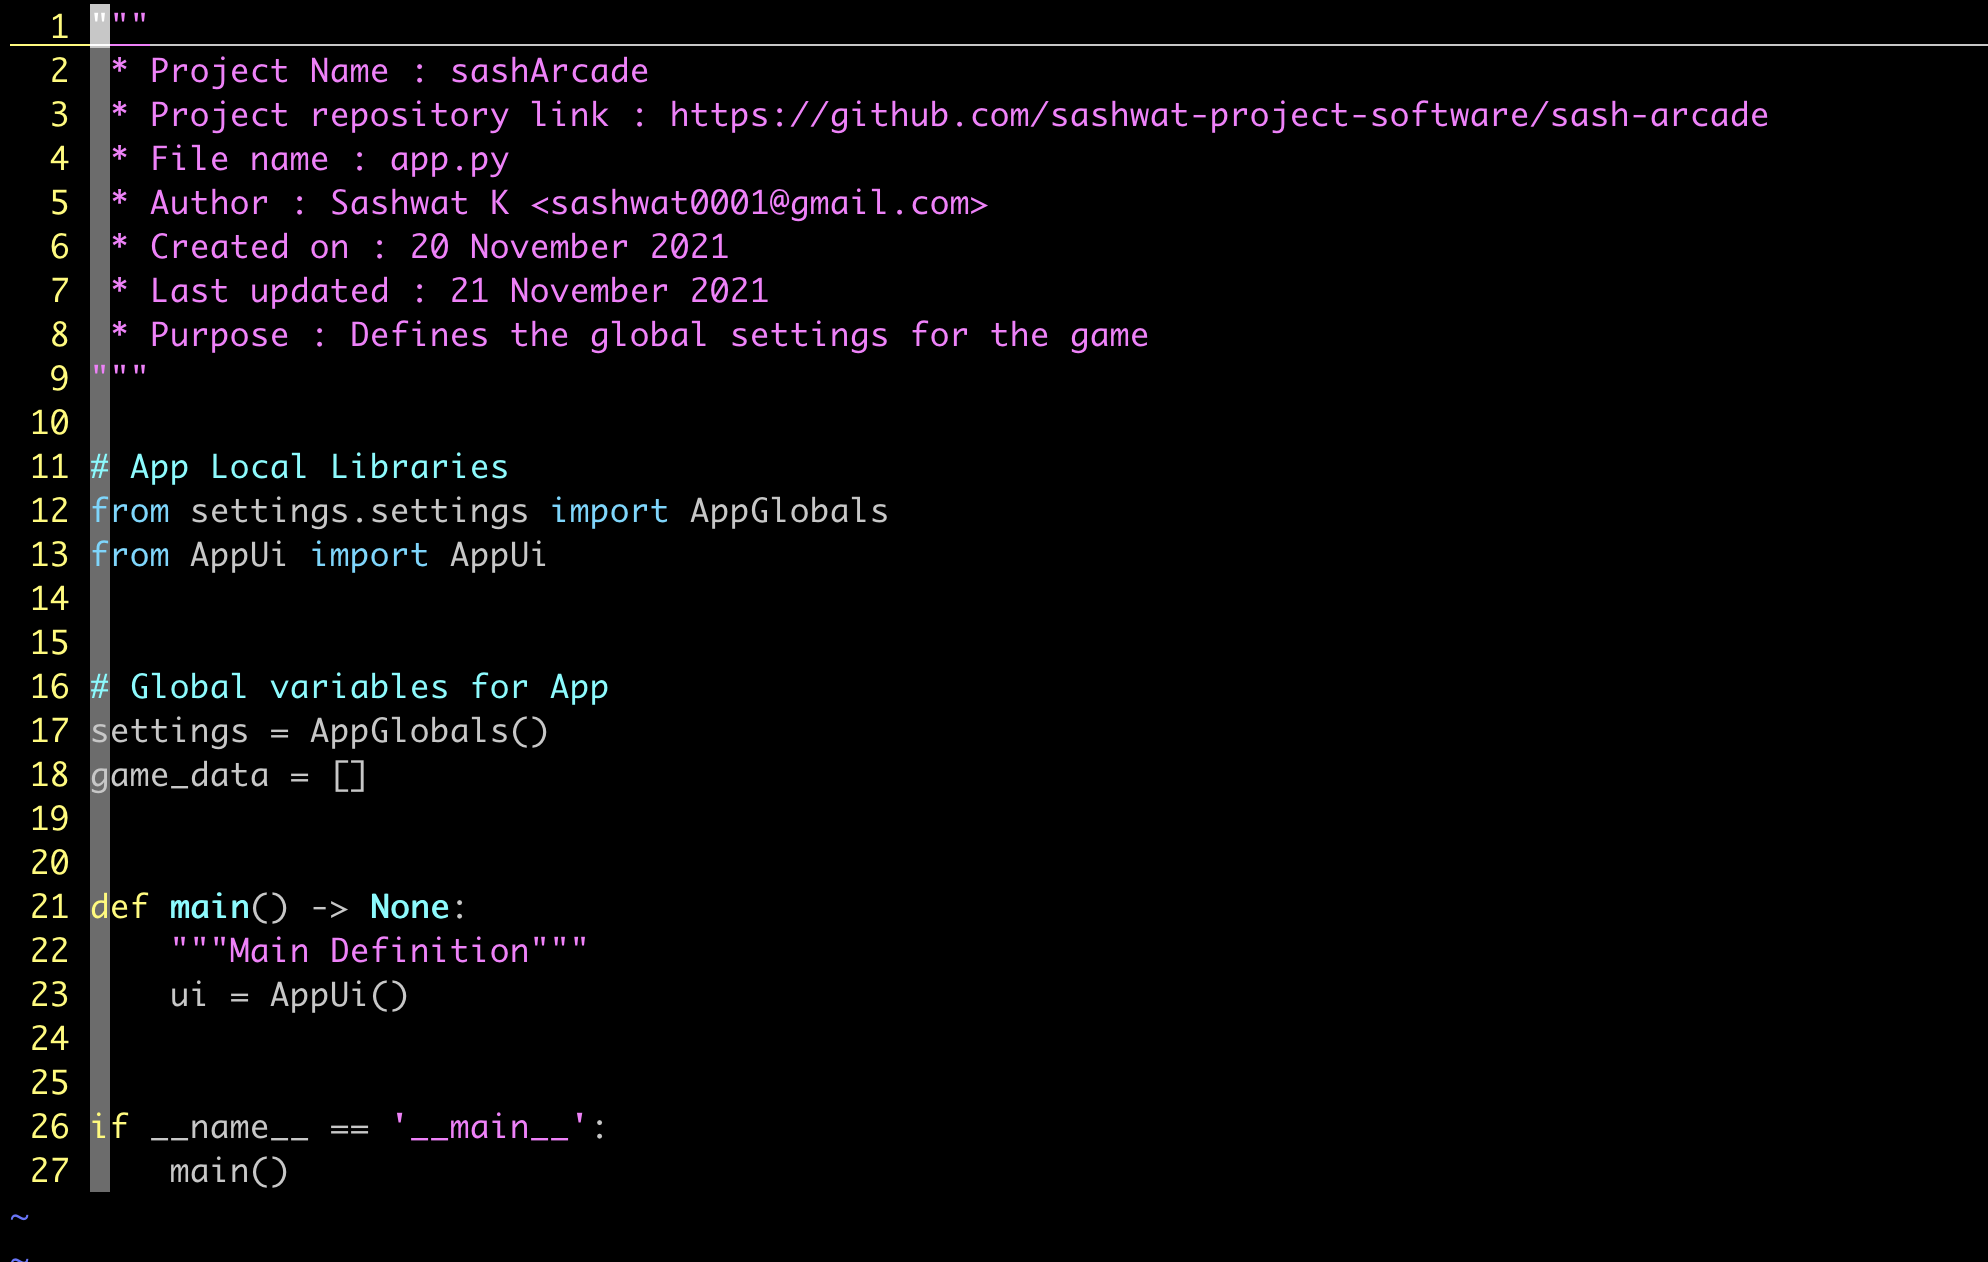 1 """
2  * Project Name : sashArcade
3  * Project repository link : https://github.com/sashwat-project-software/sash-arcade
4  * File name : app.py
5  * Author : Sashwat K <sashwat0001@gmail.com>
6  * Created on : 20 November 2021
7  * Last updated : 21 November 2021
8  * Purpose : Defines the global settings for the game
9 """
10
11 # App Local Libraries
12 from settings.settings import AppGlobals
13 from AppUi import AppUi
14
15
16 # Global variables for App
17 settings = AppGlobals()
18 game_data = []
19
20
21 def main() -> None:
22     """Main Definition"""
23     ui = AppUi()
24
25
26 if __name__ == '__main__':
27     main()
~
~